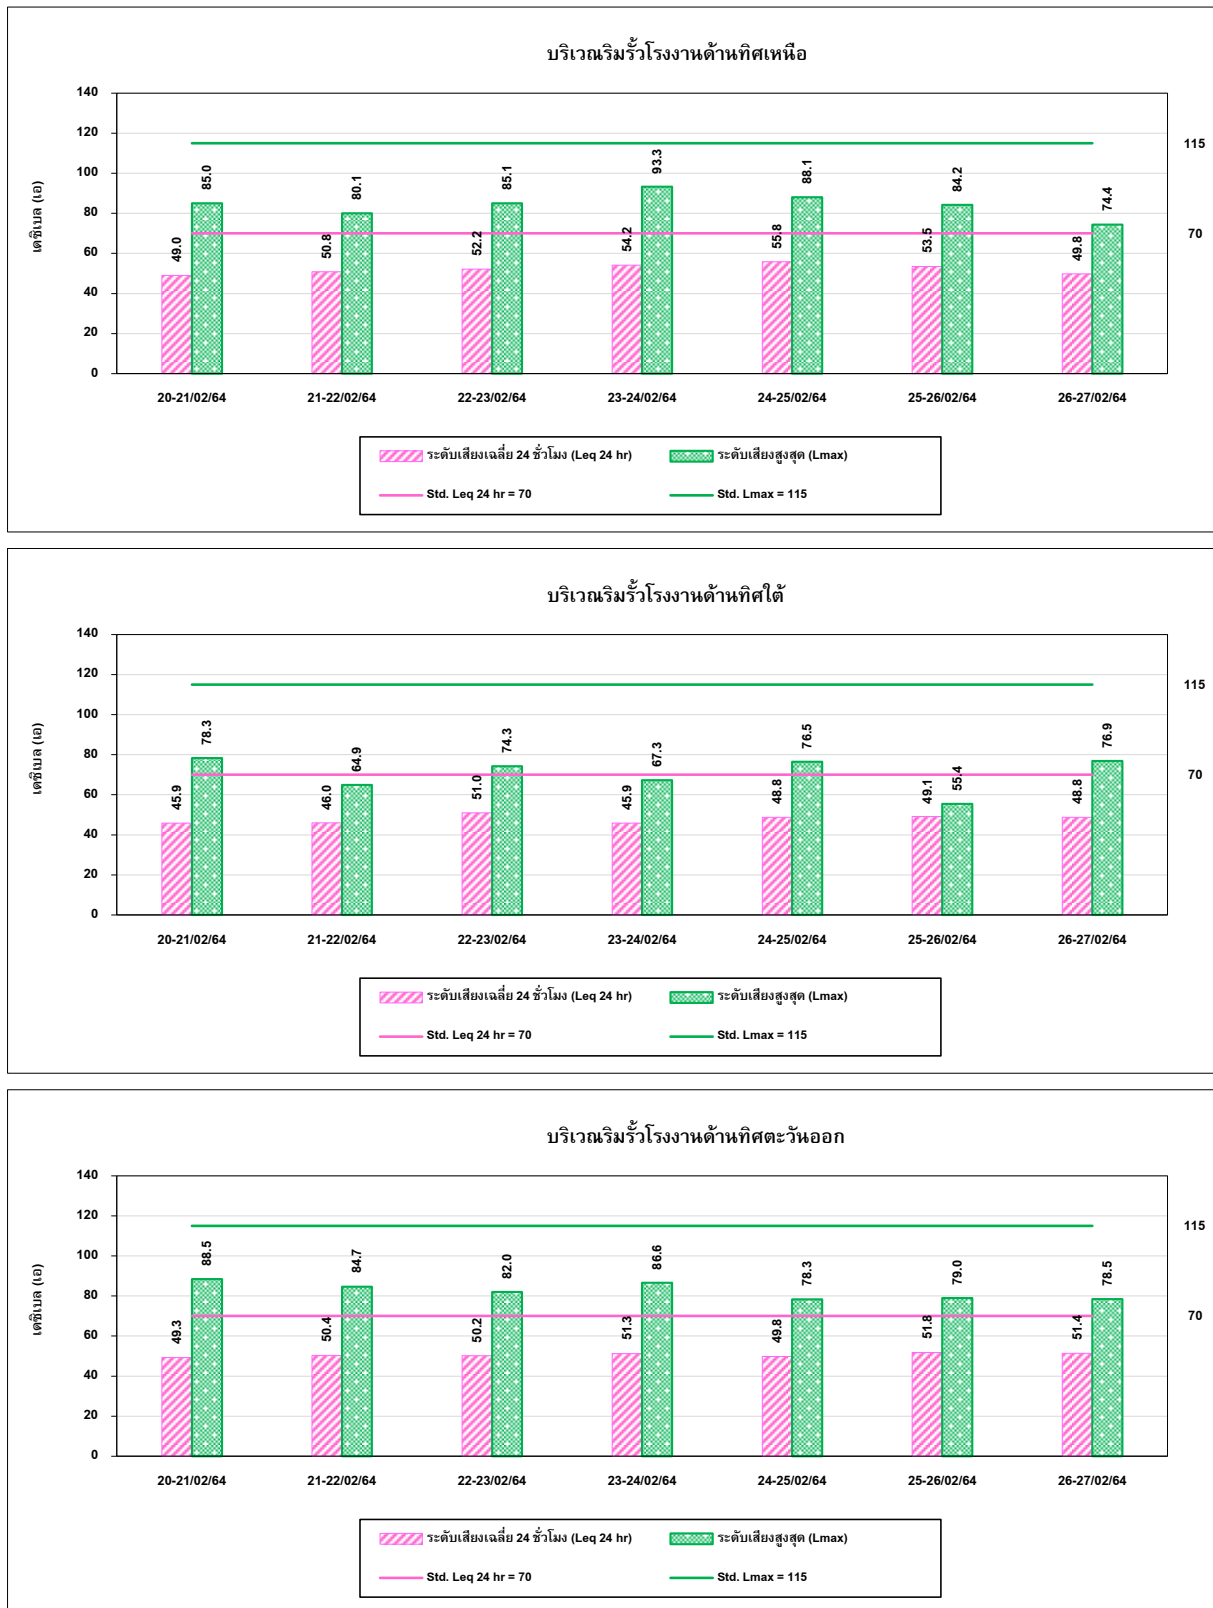 บริเวณริมรั้วโรงงานด้านทิศเหนือ
เดซิเบล (เอ)
140
120
100
80
60
40
20
0
115
70
49.0 85.0 50.8 80.1 52.2 85.1 54.2 93.3 55.8 88.1 53.5 84.2 49.8 74.4
20-21/02/64 21-22/02/64 22-23/02/64 23-24/02/64 24-25/02/64 25-26/02/64 26-27/02/64
ระดับเสียงเฉลี่ย 24 ชั่วโมง (Leq 24 hr) ระดับเสียงสูงสุด (Lmax)
Std. Leq 24 hr = 70 Std. Lmax = 115
บริเวณริมรั้วโรงงานด้านทิศใต้
เดซิเบล (เอ)
140
120
100
80
60
40
20
0
115
70
45.9 78.3 46.0 64.9 51.0 74.3 45.9 67.3 48.8 76.5 49.1 55.4 48.8 76.9
20-21/02/64 21-22/02/64 22-23/02/64 23-24/02/64 24-25/02/64 25-26/02/64 26-27/02/64
ระดับเสียงเฉลี่ย 24 ชั่วโมง (Leq 24 hr) ระดับเสียงสูงสุด (Lmax)
Std. Leq 24 hr = 70 Std. Lmax = 115
บริเวณริมรั้วโรงงานด้านทิศตะวันออก
เดซิเบล (เอ)
140
120
100
80
60
40
20
0
115
70
49.3 88.5 50.4 84.7 50.2 82.0 51.3 86.6 49.8 78.3 51.8 79.0 51.4 78.5
20-21/02/64 21-22/02/64 22-23/02/64 23-24/02/64 24-25/02/64 25-26/02/64 26-27/02/64
ระดับเสียงเฉลี่ย 24 ชั่วโมง (Leq 24 hr) ระดับเสียงสูงสุด (Lmax)
Std. Leq 24 hr = 70 Std. Lmax = 115